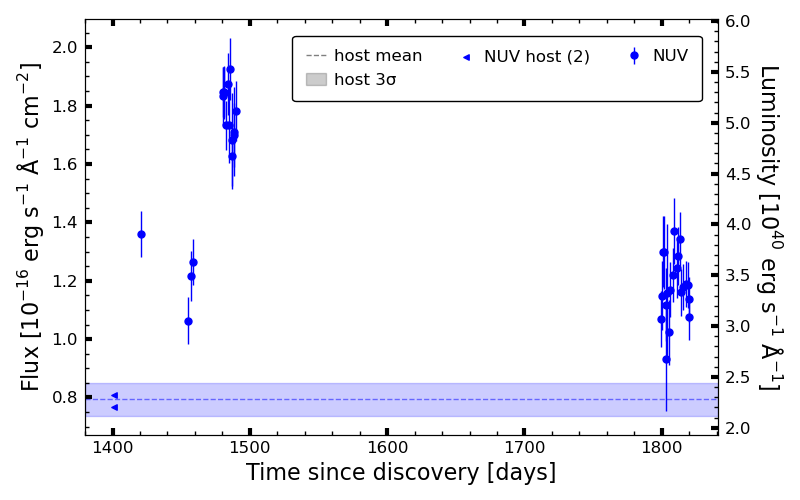 host mean
host 3σ
NUV host (2)
NUV
Flux [10⁻¹⁶ erg s⁻¹ Å⁻¹ cm⁻²]
2.0
1.8
1.6
1.4
1.2
1.0
0.8
Luminosity [10⁴⁰ erg s⁻¹ Å⁻¹]
6.0
5.5
5.0
4.5
4.0
3.5
3.0
2.5
2.0
1400 1500 1600 1700 1800
Time since discovery [days]